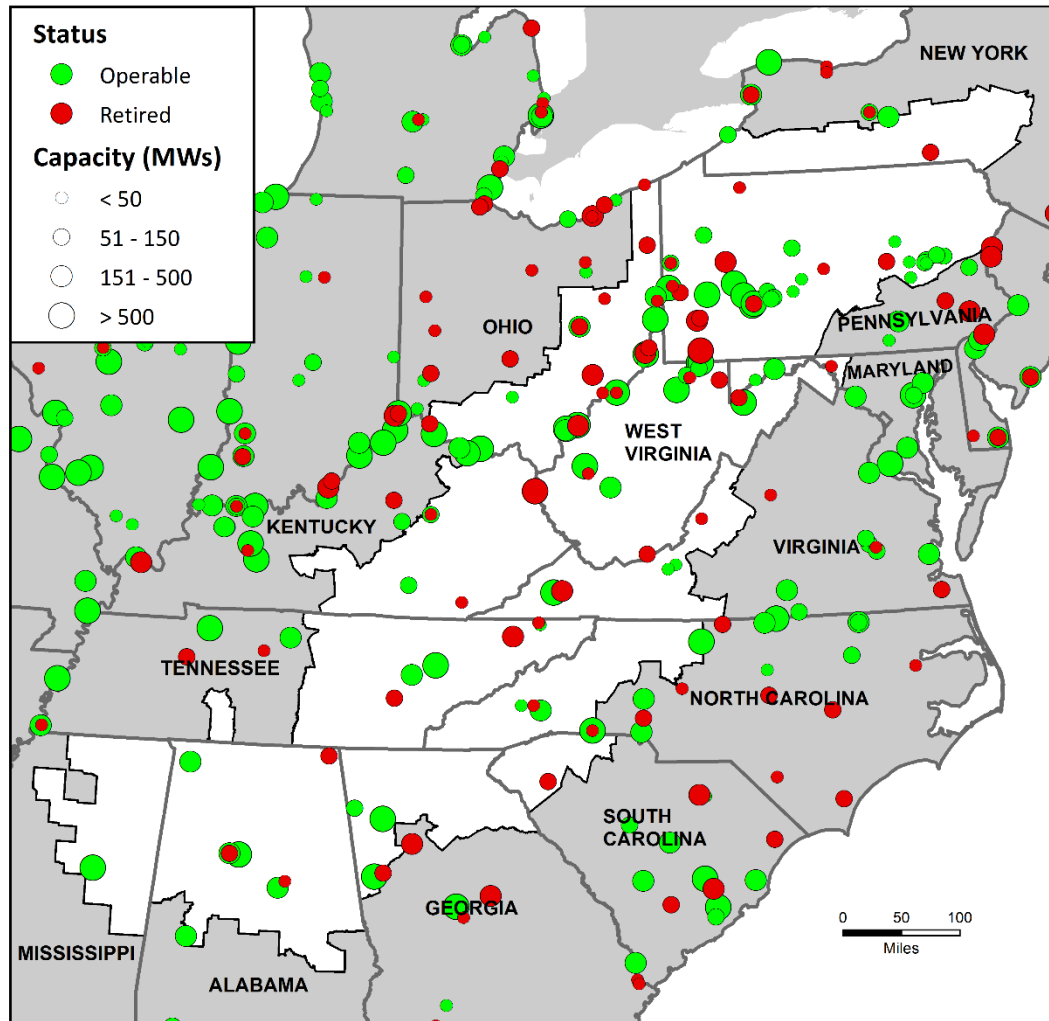 Status
Operable
Retired
Capacity (MWs)
< 50
51 - 150
151 - 500
> 500
NEW YORK
OHIO
PENNSYLVANIA
MARYLAND
WEST
VIRGINIA
KENTUCKY
VIRGINIA
TENNESSEE
NORTH CAROLINA
SOUTH
CAROLINA
GEORGIA
MISSISSIPPI
ALABAMA
0 50 100
Miles